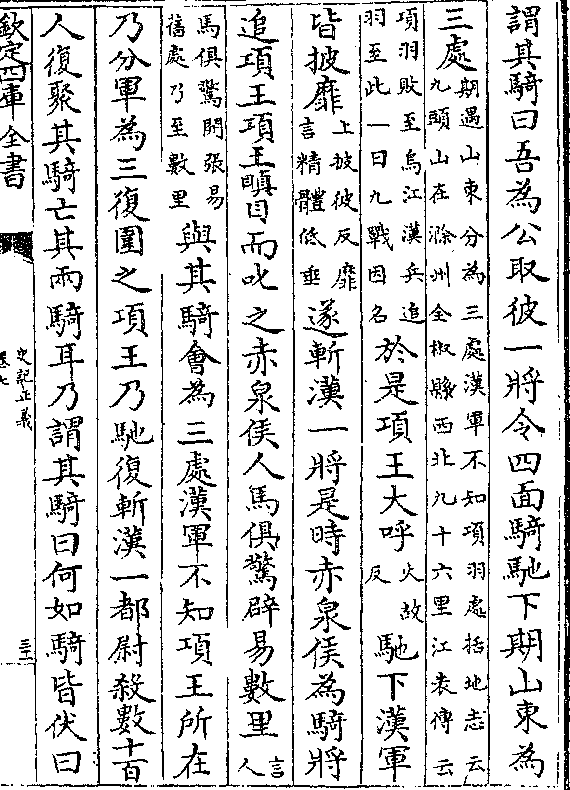 謂其騎曰吾為公取彼一將令四面騎馳下期山東為
三處
期遇山東分為三處漢軍不知項羽處括地志云
九頭山在滁州全椒縣西北九十六里江表傳云
項羽敗至烏江漢兵追
羽至此一日九戰因名
於是項王大呼
火故
反
馳下漢軍
皆披靡
上披彼反靡
言精體低垂
遂斬漢一將是時赤泉侯為騎將
追項王項王瞋目而叱之赤泉侯人馬俱驚辟易數里
言
人
馬俱驚開張易
舊處乃至數里
與其騎會為三處漢軍不知項王所在
乃分軍為三復圍之項王乃馳復斬漢一都尉殺數十百
人復聚其騎亡其兩騎耳乃謂其騎曰何如騎皆伏曰
欽定四庫全書
史記正義
卷七